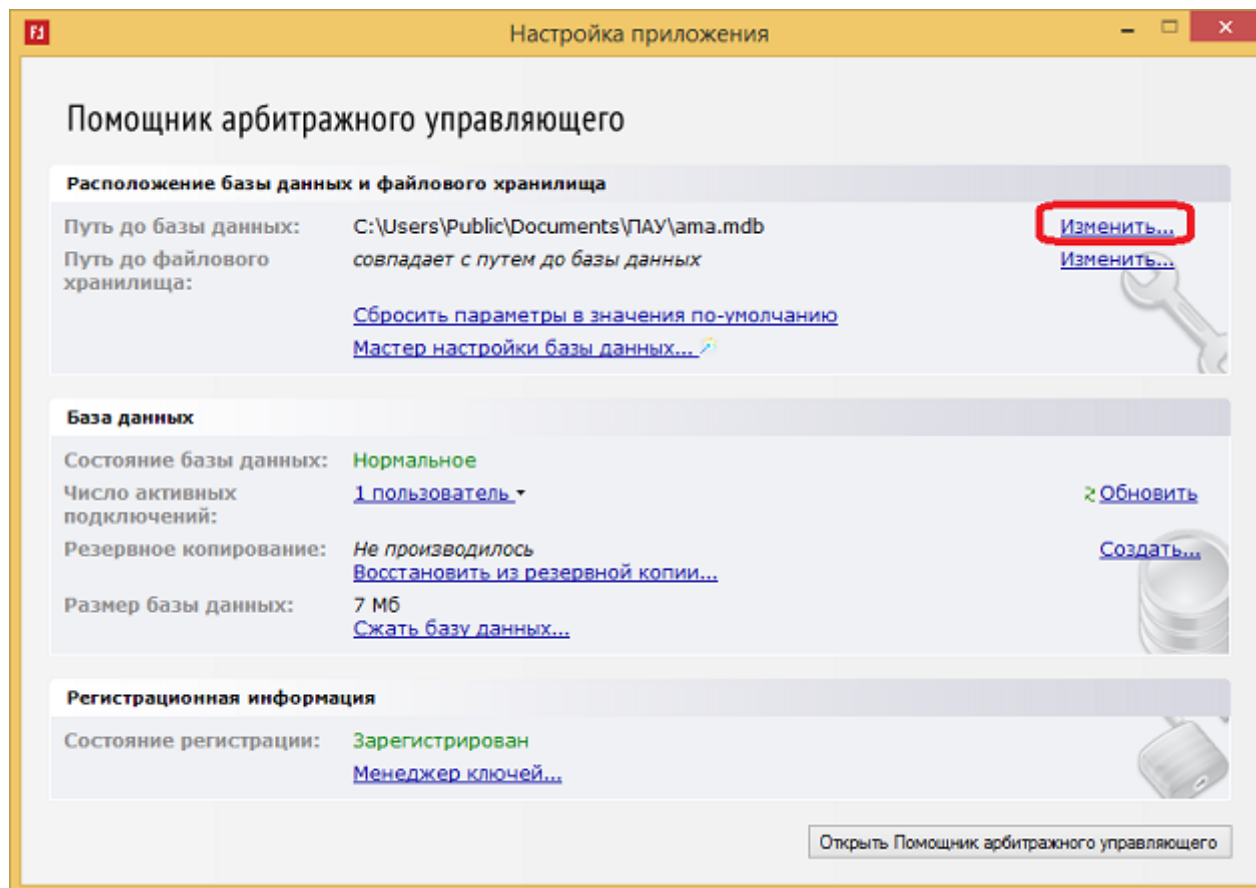 Настройка приложения
Помощник арбитражного управляющего
Расположение базы данных и файлового хранилища
Путь до базы данных: C:\Users\Public\Documents\ПАУ\ama.mdb Изменить...
Путь до файлового совпадает с путем до базы данных Изменить...
хранилища:
Сбросить параметры в значения по-умолчанию
Мастер настройки базы данных...
База данных
Состояние базы данных: Нормальное
Число активных 1 пользователь Обновить
подключений:
Резервное копирование: Не производилось Создать...
Восстановить из резервной копии...
Размер базы данных: 7 Мб
Сжать базу данных...
Регистрационная информация
Состояние регистрации: Зарегистрирован
Менеджер ключей...
Открыть Помощник арбитражного управляющего